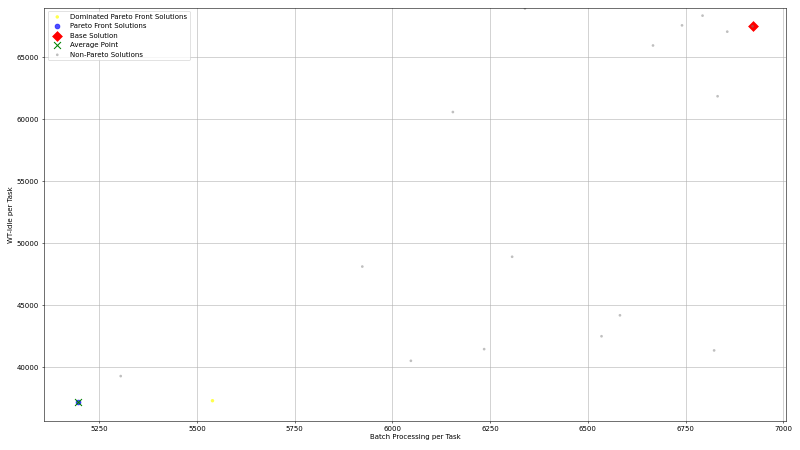 Dominated Pareto Front Solutions
Pareto Front Solutions
Base Solution
Average Point
Non-Pareto Solutions
65000
60000
55000
50000
45000
40000
WT-Idle per Task
5250 5500 5750 6000 6250 6500 6750 7000
Batch Processing per Task